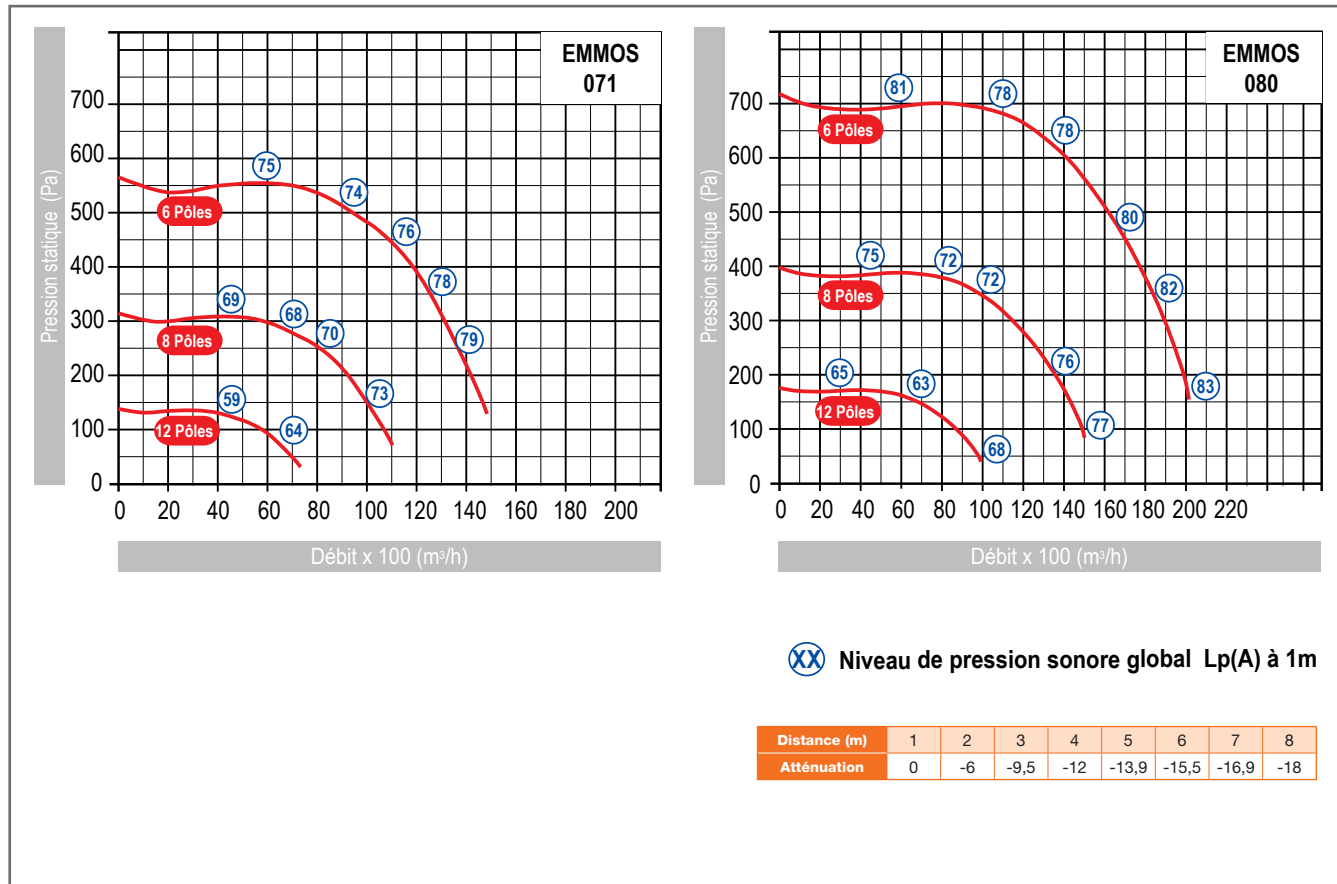 EMMOS
071
Pression statique (Pa)
700
600
500
400
300
200
100
0
75
74
76
78
79
6 Pôles
69
68
70
73
8 Pôles
59
64
12 Pôles
0 20 40 60 80 100 120 140 160 180 200
Débit x 100 (m³/h)
EMMOS
080
Pression statique (Pa)
700
600
500
400
300
200
100
0
81
78
78
80
82
83
6 Pôles
75
72
72
76
77
8 Pôles
65
63
68
12 Pôles
0 20 40 60 80 100 120 140 160 180 200 220
Débit x 100 (m³/h)
XX Niveau de pression sonore global Lp(A) à 1m
Distance (m) 1 2 3 4 5 6 7 8
Atténuation 0 -6 -9,5 -12 -13,9 -15,5 -16,9 -18